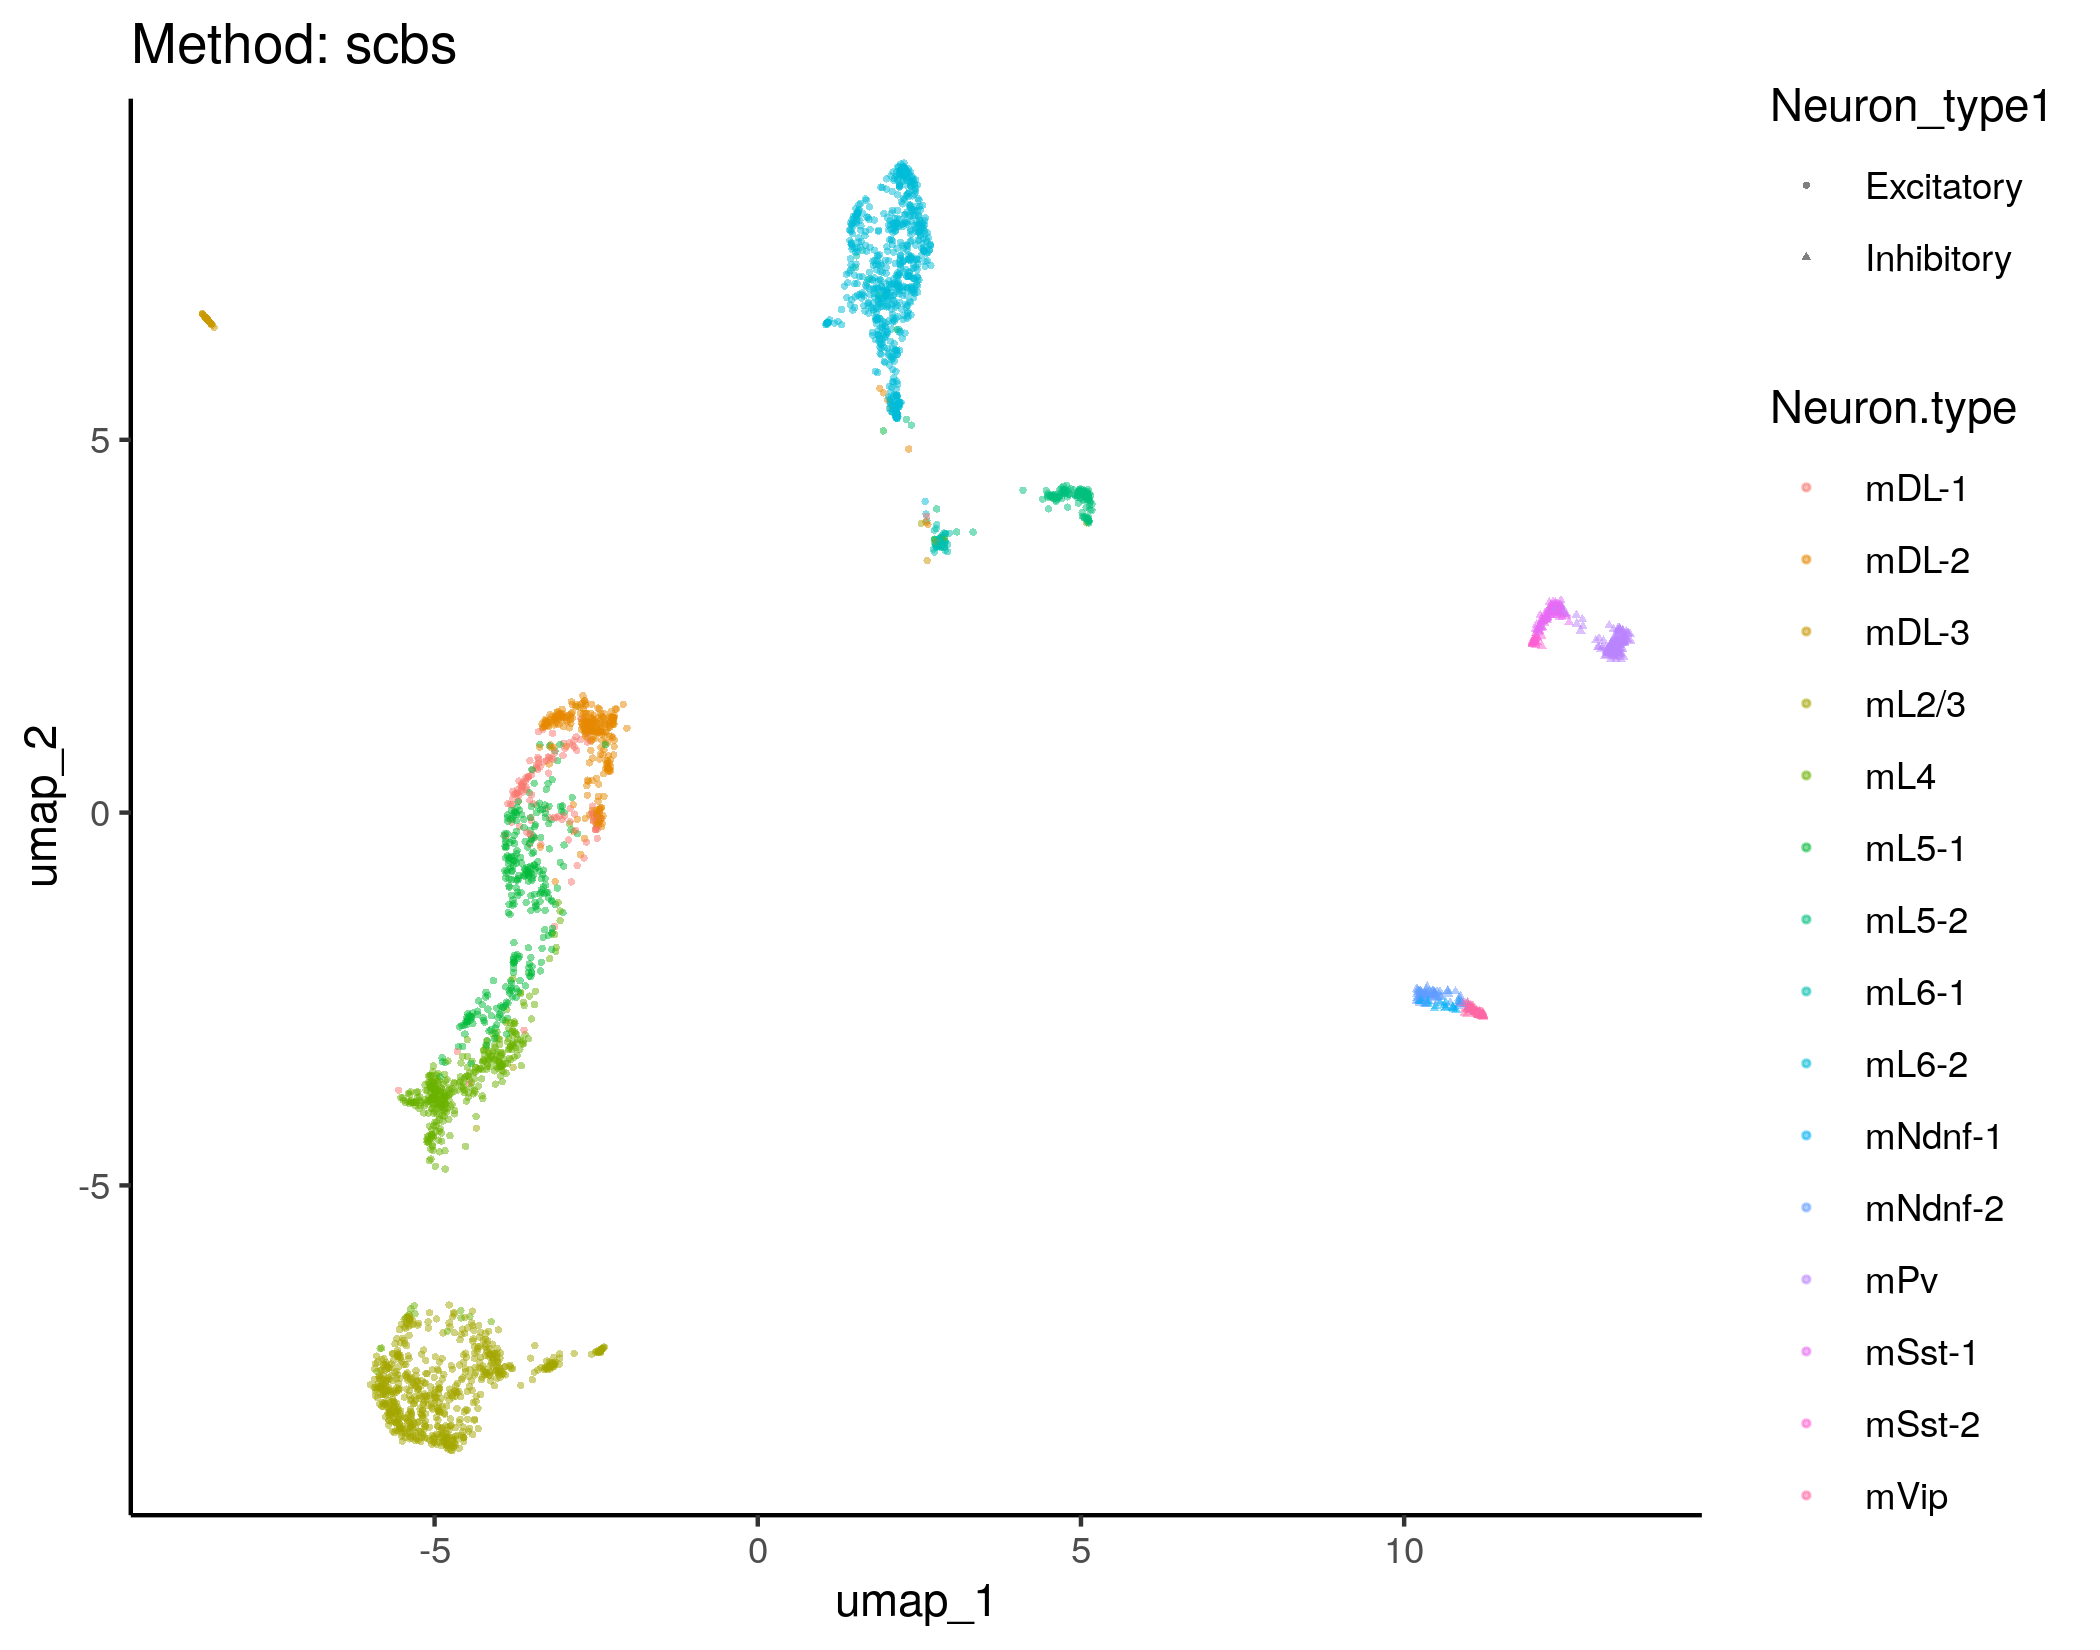 Method: scbs
umap_2
5
0
-5
-5
0
5
10
umap_1
Neuron_type1
Excitatory
Inhibitory
Neuron.type
mDL-1
mDL-2
mDL-3
mL2/3
mL4
mL5-1
mL5-2
mL6-1
mL6-2
mNdnf-1
mNdnf-2
mPv
mSst-1
mSst-2
mVip